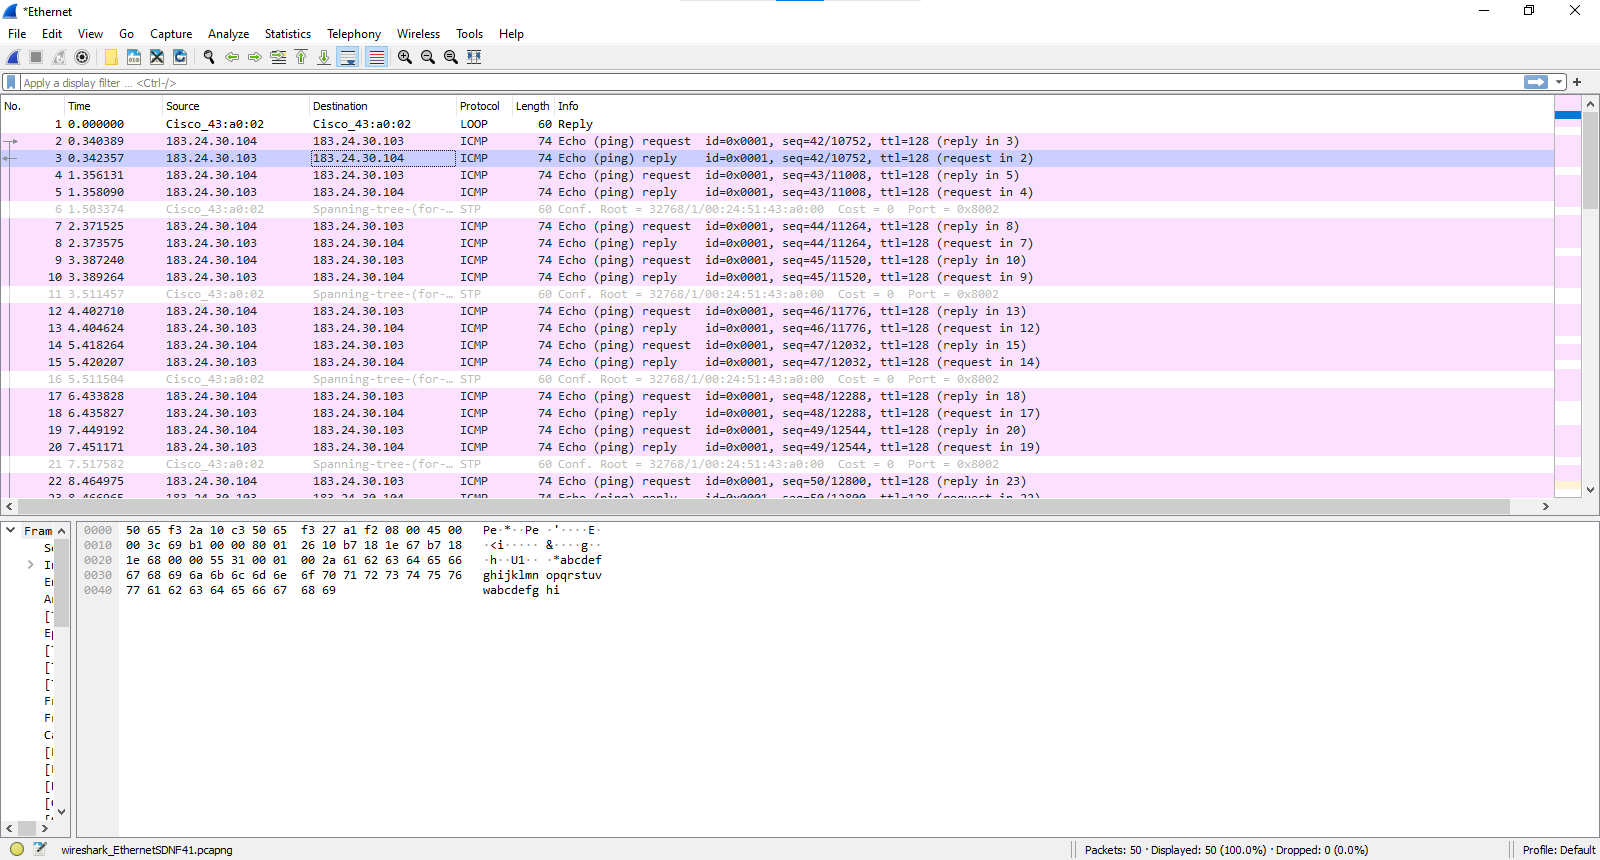 *Ethernet
File Edit View Go Capture Analyze Statistics Telephony Wireless Tools Help
Apply a display filter ... <Ctrl-/>
No. Time Source Destination Protocol Length Info
1 0.000000 Cisco_43:a0:02 Cisco_43:a0:02 LOOP 60 Reply
2 0.340389 183.24.30.104 183.24.30.103 ICMP 74 Echo (ping) request id=0x0001, seq=42/10752, ttl=128 (reply in 3)
3 0.342357 183.24.30.103 183.24.30.104 ICMP 74 Echo (ping) reply id=0x0001, seq=42/10752, ttl=128 (request in 2)
4 1.356131 183.24.30.104 183.24.30.103 ICMP 74 Echo (ping) request id=0x0001, seq=43/11008, ttl=128 (reply in 5)
5 1.358090 183.24.30.103 183.24.30.104 ICMP 74 Echo (ping) reply id=0x0001, seq=43/11008, ttl=128 (request in 4)
6 1.503374 Cisco_43:a0:02 Spanning-tree-(for-… STP 60 Conf. Root = 32768/1/00:24:51:43:a0:00 Cost = 0 Port = 0x8002
7 2.371525 183.24.30.104 183.24.30.103 ICMP 74 Echo (ping) request id=0x0001, seq=44/11264, ttl=128 (reply in 8)
8 2.373575 183.24.30.103 183.24.30.104 ICMP 74 Echo (ping) reply id=0x0001, seq=44/11264, ttl=128 (request in 7)
9 3.387240 183.24.30.104 183.24.30.103 ICMP 74 Echo (ping) request id=0x0001, seq=45/11520, ttl=128 (reply in 10)
10 3.389264 183.24.30.103 183.24.30.104 ICMP 74 Echo (ping) reply id=0x0001, seq=45/11520, ttl=128 (request in 9)
11 3.511457 Cisco_43:a0:02 Spanning-tree-(for-… STP 60 Conf. Root = 32768/1/00:24:51:43:a0:00 Cost = 0 Port = 0x8002
12 4.402710 183.24.30.104 183.24.30.103 ICMP 74 Echo (ping) request id=0x0001, seq=46/11776, ttl=128 (reply in 13)
13 4.404624 183.24.30.103 183.24.30.104 ICMP 74 Echo (ping) reply id=0x0001, seq=46/11776, ttl=128 (request in 12)
14 5.418264 183.24.30.104 183.24.30.103 ICMP 74 Echo (ping) request id=0x0001, seq=47/12032, ttl=128 (reply in 15)
15 5.420207 183.24.30.103 183.24.30.104 ICMP 74 Echo (ping) reply id=0x0001, seq=47/12032, ttl=128 (request in 14)
16 5.511504 Cisco_43:a0:02 Spanning-tree-(for-… STP 60 Conf. Root = 32768/1/00:24:51:43:a0:00 Cost = 0 Port = 0x8002
17 6.433828 183.24.30.104 183.24.30.103 ICMP 74 Echo (ping) request id=0x0001, seq=48/12288, ttl=128 (reply in 18)
18 6.435827 183.24.30.103 183.24.30.104 ICMP 74 Echo (ping) reply id=0x0001, seq=48/12288, ttl=128 (request in 17)
19 7.449192 183.24.30.104 183.24.30.103 ICMP 74 Echo (ping) request id=0x0001, seq=49/12544, ttl=128 (reply in 20)
20 7.451171 183.24.30.103 183.24.30.104 ICMP 74 Echo (ping) reply id=0x0001, seq=49/12544, ttl=128 (request in 19)
21 7.517582 Cisco_43:a0:02 Spanning-tree-(for-… STP 60 Conf. Root = 32768/1/00:24:51:43:a0:00 Cost = 0 Port = 0x8002
22 8.464975 183.24.30.104 183.24.30.103 ICMP 74 Echo (ping) request id=0x0001, seq=50/12800, ttl=128 (reply in 23)
23 8.466965 183.24.30.103 183.24.30.104 ICMP 74 Echo (ping) reply id=0x0001, seq=50/12800, ttl=128 (request in 22)
Fram
0000 50 65 f3 2a 10 c3 50 65 f3 27 a1 f2 08 00 45 00 Pe·*··Pe ·'····E·
0010 00 3c 69 b1 00 00 80 01 26 10 b7 18 1e 67 b7 18 ·<i····· &····g··
0020 1e 68 00 00 55 31 00 01 00 2a 61 62 63 64 65 66 ·h··U1·· ·*abcdef
0030 67 68 69 6a 6b 6c 6d 6e 6f 70 71 72 73 74 75 76 ghijklmn opqrstuv
0040 77 61 62 63 64 65 66 67 68 69 wabcdefg hi
wireshark_EthernetSDNF41.pcapng
Packets: 50 · Displayed: 50 (100.0%) · Dropped: 0 (0.0%)
Profile: Default